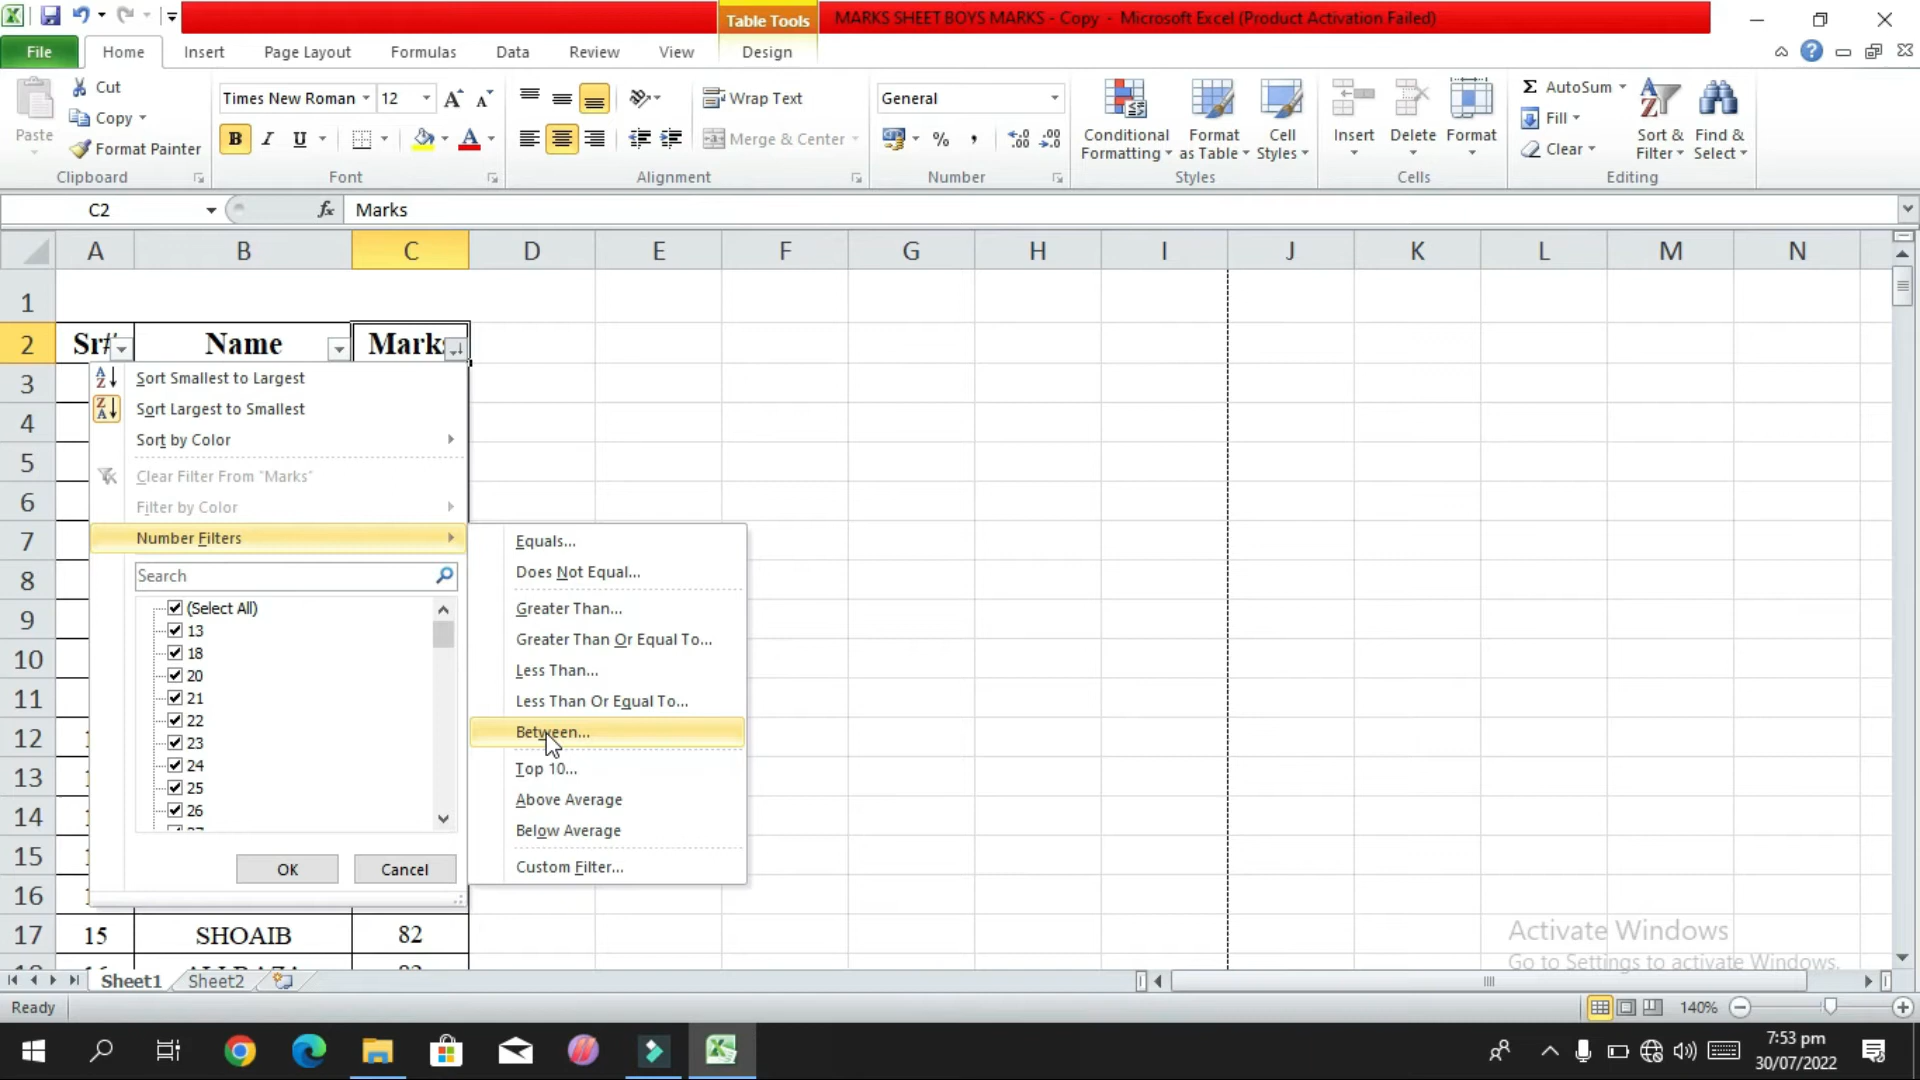 Table Tools
MARKS SHEET BOYS MARKS - Copy - Microsoft Excel (Product Activation Failed)
File Home Insert Page Layout Formulas Data Review View Design
Paste
Cut
Copy
Format Painter
Clipboard
Times New Roman 12
B I U
Font
Wrap Text
Merge & Center
Alignment
General
% ,
Number
Conditional Formatting
Format as Table
Cell Styles
Styles
Insert Delete Format
Cells
Σ AutoSum
Fill
Clear
Sort & Filter
Find & Select
Editing
C2 fx Marks
A B C D E F G H I J K L M N
1
2 Sr# Name Marks
3
4
5
6
7
8
9
10
11
12
13
14
15
16
17 15 SHOAIB 82
Sort Smallest to Largest
Sort Largest to Smallest
Sort by Color
Clear Filter From "Marks"
Filter by Color
Number Filters
Search
(Select All)
13
18
20
21
22
23
24
25
26
OK Cancel
Equals...
Does Not Equal...
Greater Than...
Greater Than Or Equal To...
Less Than...
Less Than Or Equal To...
Between...
Top 10...
Above Average
Below Average
Custom Filter...
Activate Windows
Go to Settings to activate Windows.
Sheet1 Sheet2
Ready 140%
7:53 pm
30/07/2022